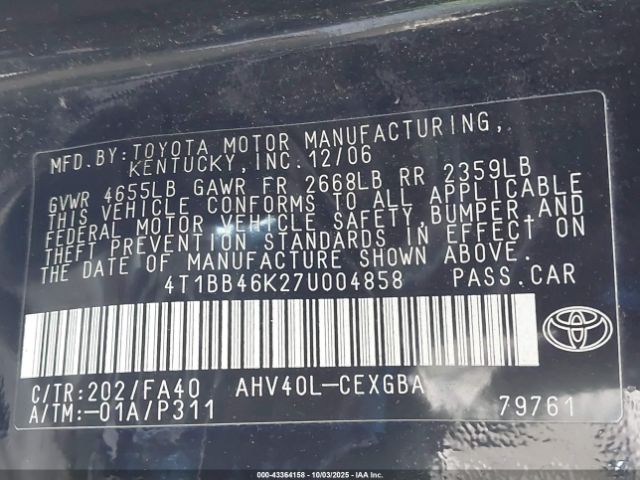 MFD.BY:TOYOTA MOTOR MANUFACTURING,
KENTUCKY,INC.12/06
GVWR 4655LB GAWR FR 2668LB RR 2359LB
THIS VEHICLE CONFORMS TO ALL APPLICABLE
FEDERAL MOTOR VEHICLE SAFETY,BUMPER,AND
THEFT PREVENTION STANDARDS IN EFFECT ON
THE DATE OF MANUFACTURE SHOWN ABOVE.
4T1BB46K27U004858 PASS.CAR
C/TR:202/FA40 AHV40L-CEXGBA
A/TM:-01A/P311 79761
000-43364158 - 10/03/2025 - IAAI.COM